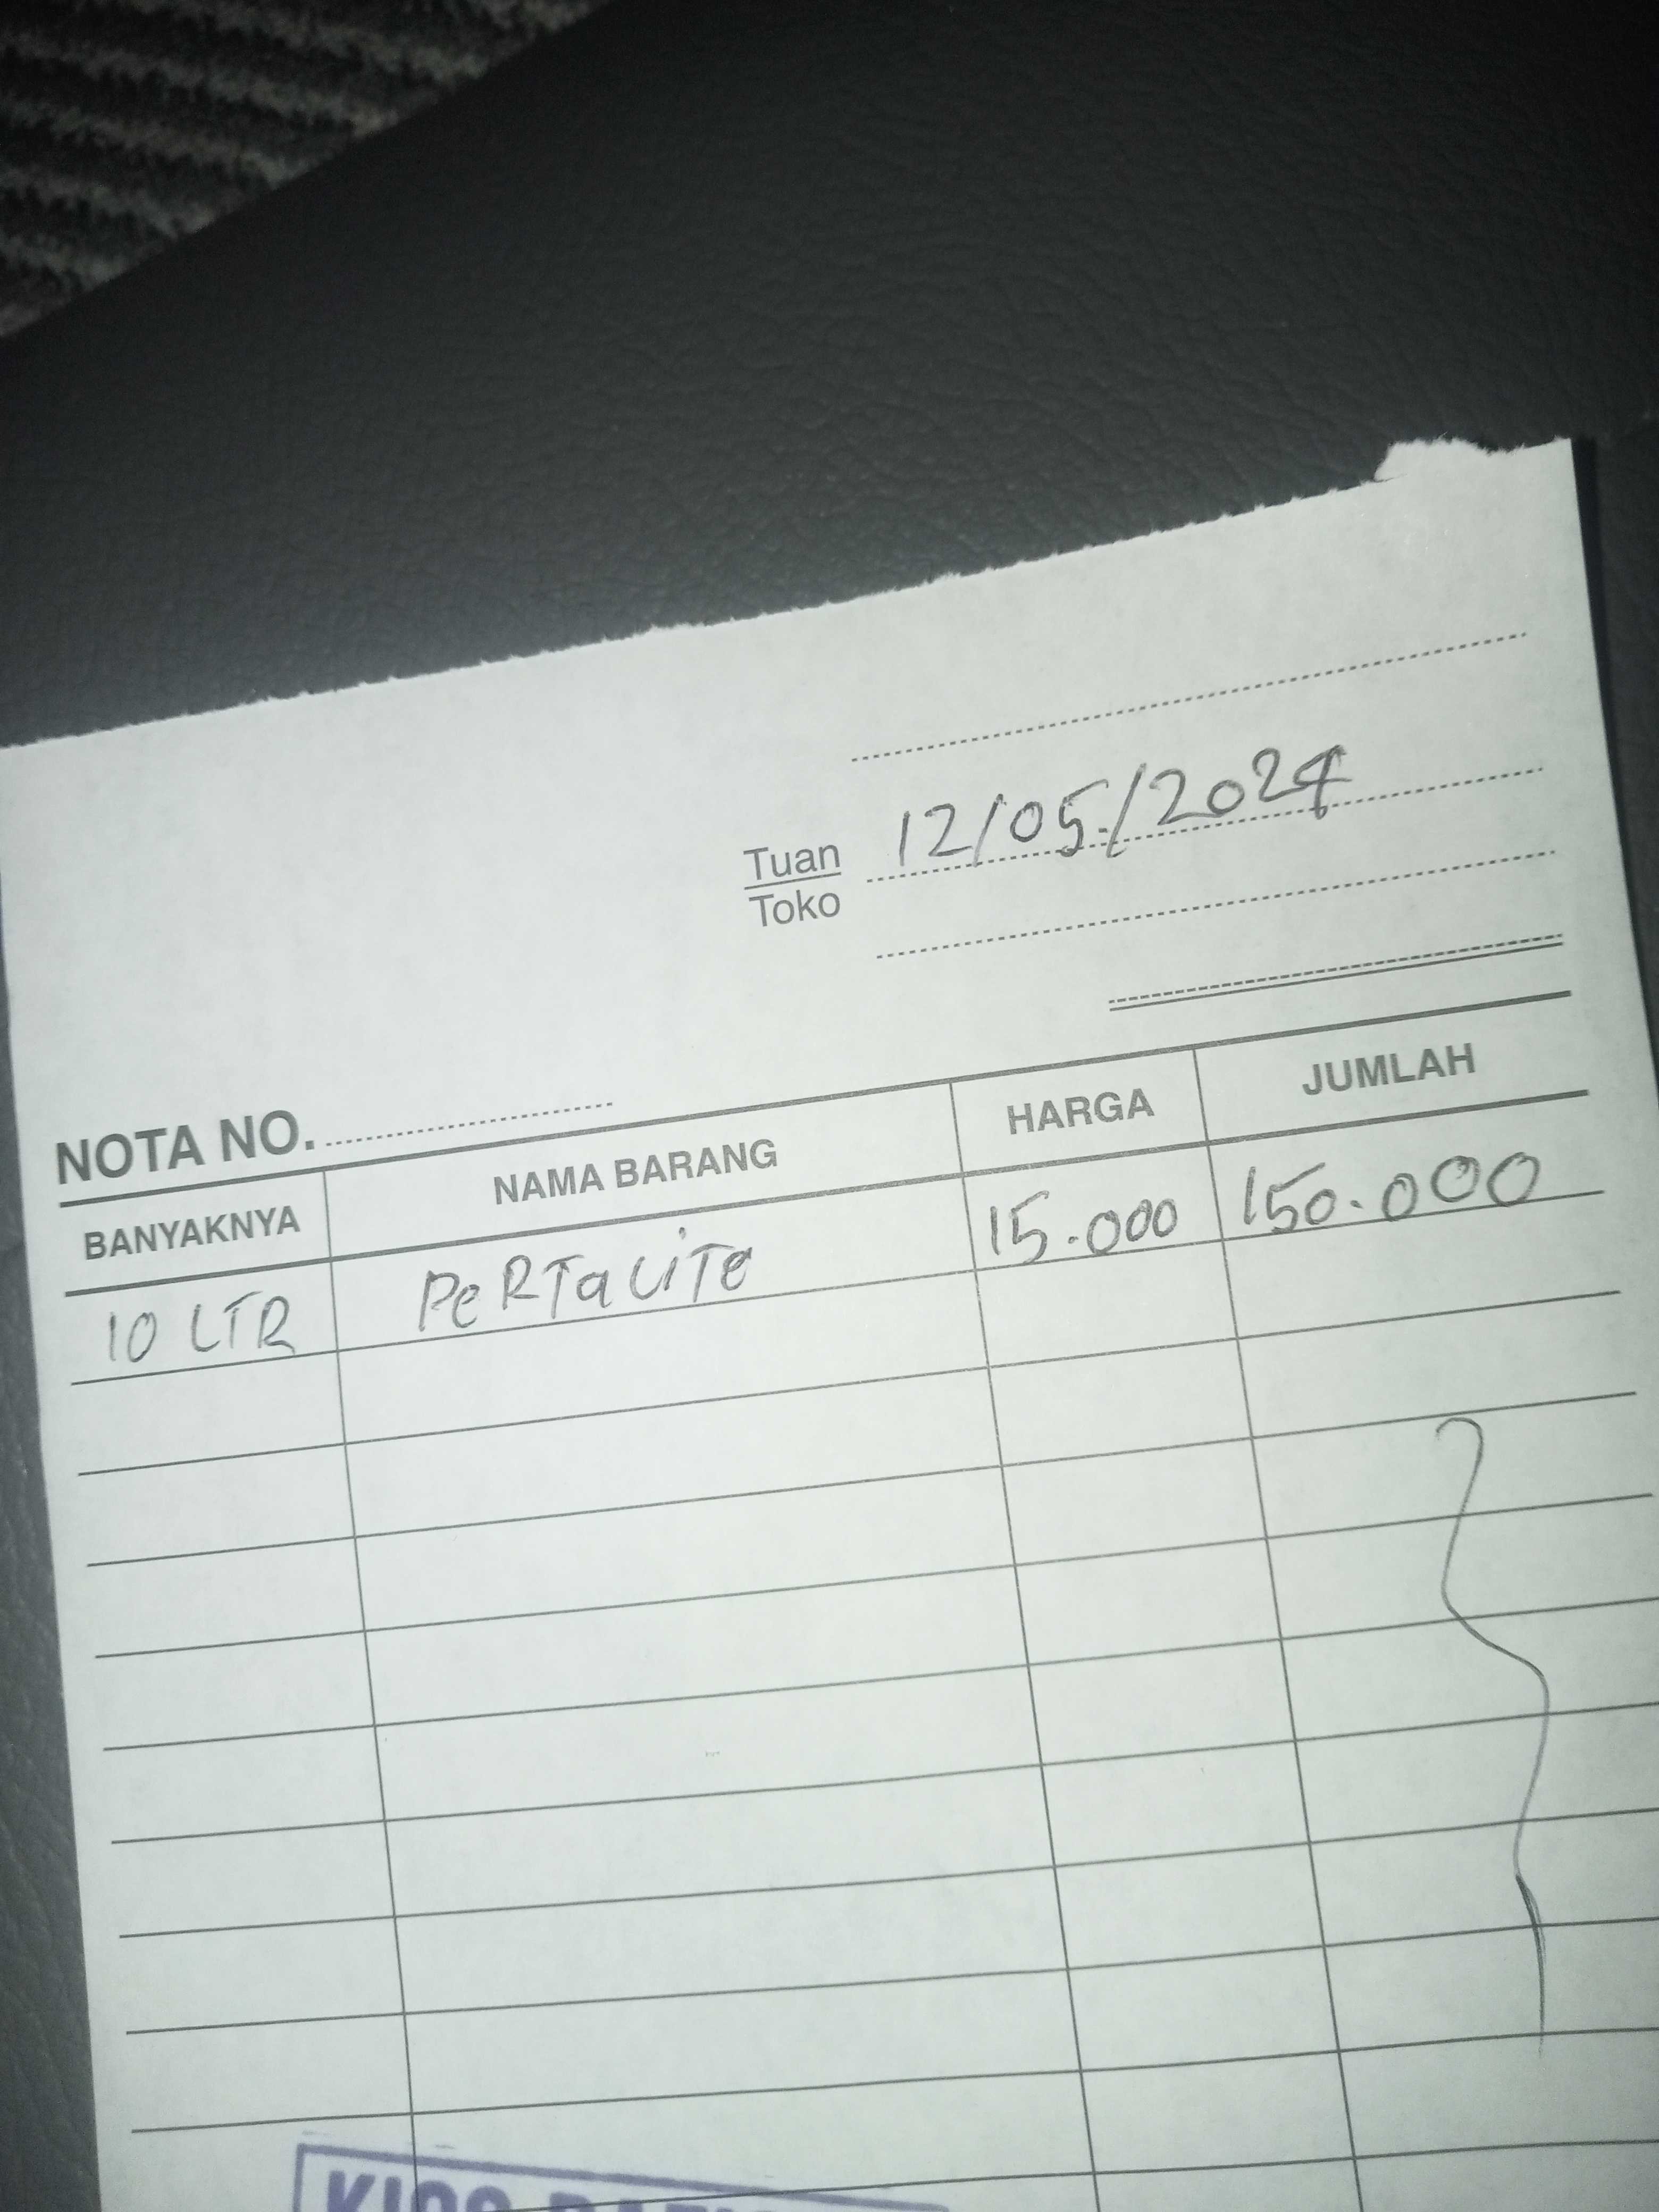 12/05/2024
Tuan
Toko
NOTA NO.
BANYAKNYA NAMA BARANG HARGA JUMLAH
10 LTR PeRTaLiTe 15.000 150.000
KIOS